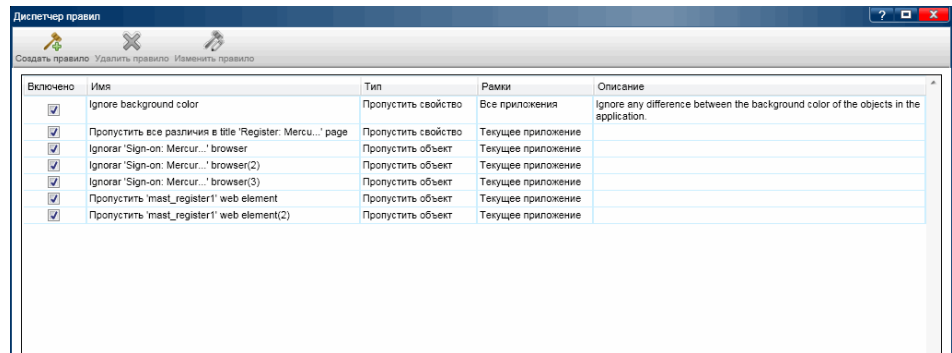 Диспетчер правил
Создать правило Удалить правило Изменить правило
Включено Имя Тип Рамки Описание
Ignore background color Пропустить свойство Все приложения Ignore any difference between the background color of the objects in the
application.
Пропустить все различия в title 'Register: Mercu...' page Пропустить свойство Текущее приложение
Ignorar 'Sign-on: Mercur...' browser Пропустить объект Текущее приложение
Ignorar 'Sign-on: Mercur...' browser(2) Пропустить объект Текущее приложение
Ignorar 'Sign-on: Mercur...' browser(3) Пропустить объект Текущее приложение
Пропустить 'mast_register1' web element Пропустить объект Текущее приложение
Пропустить 'mast_register1' web element(2) Пропустить объект Текущее приложение